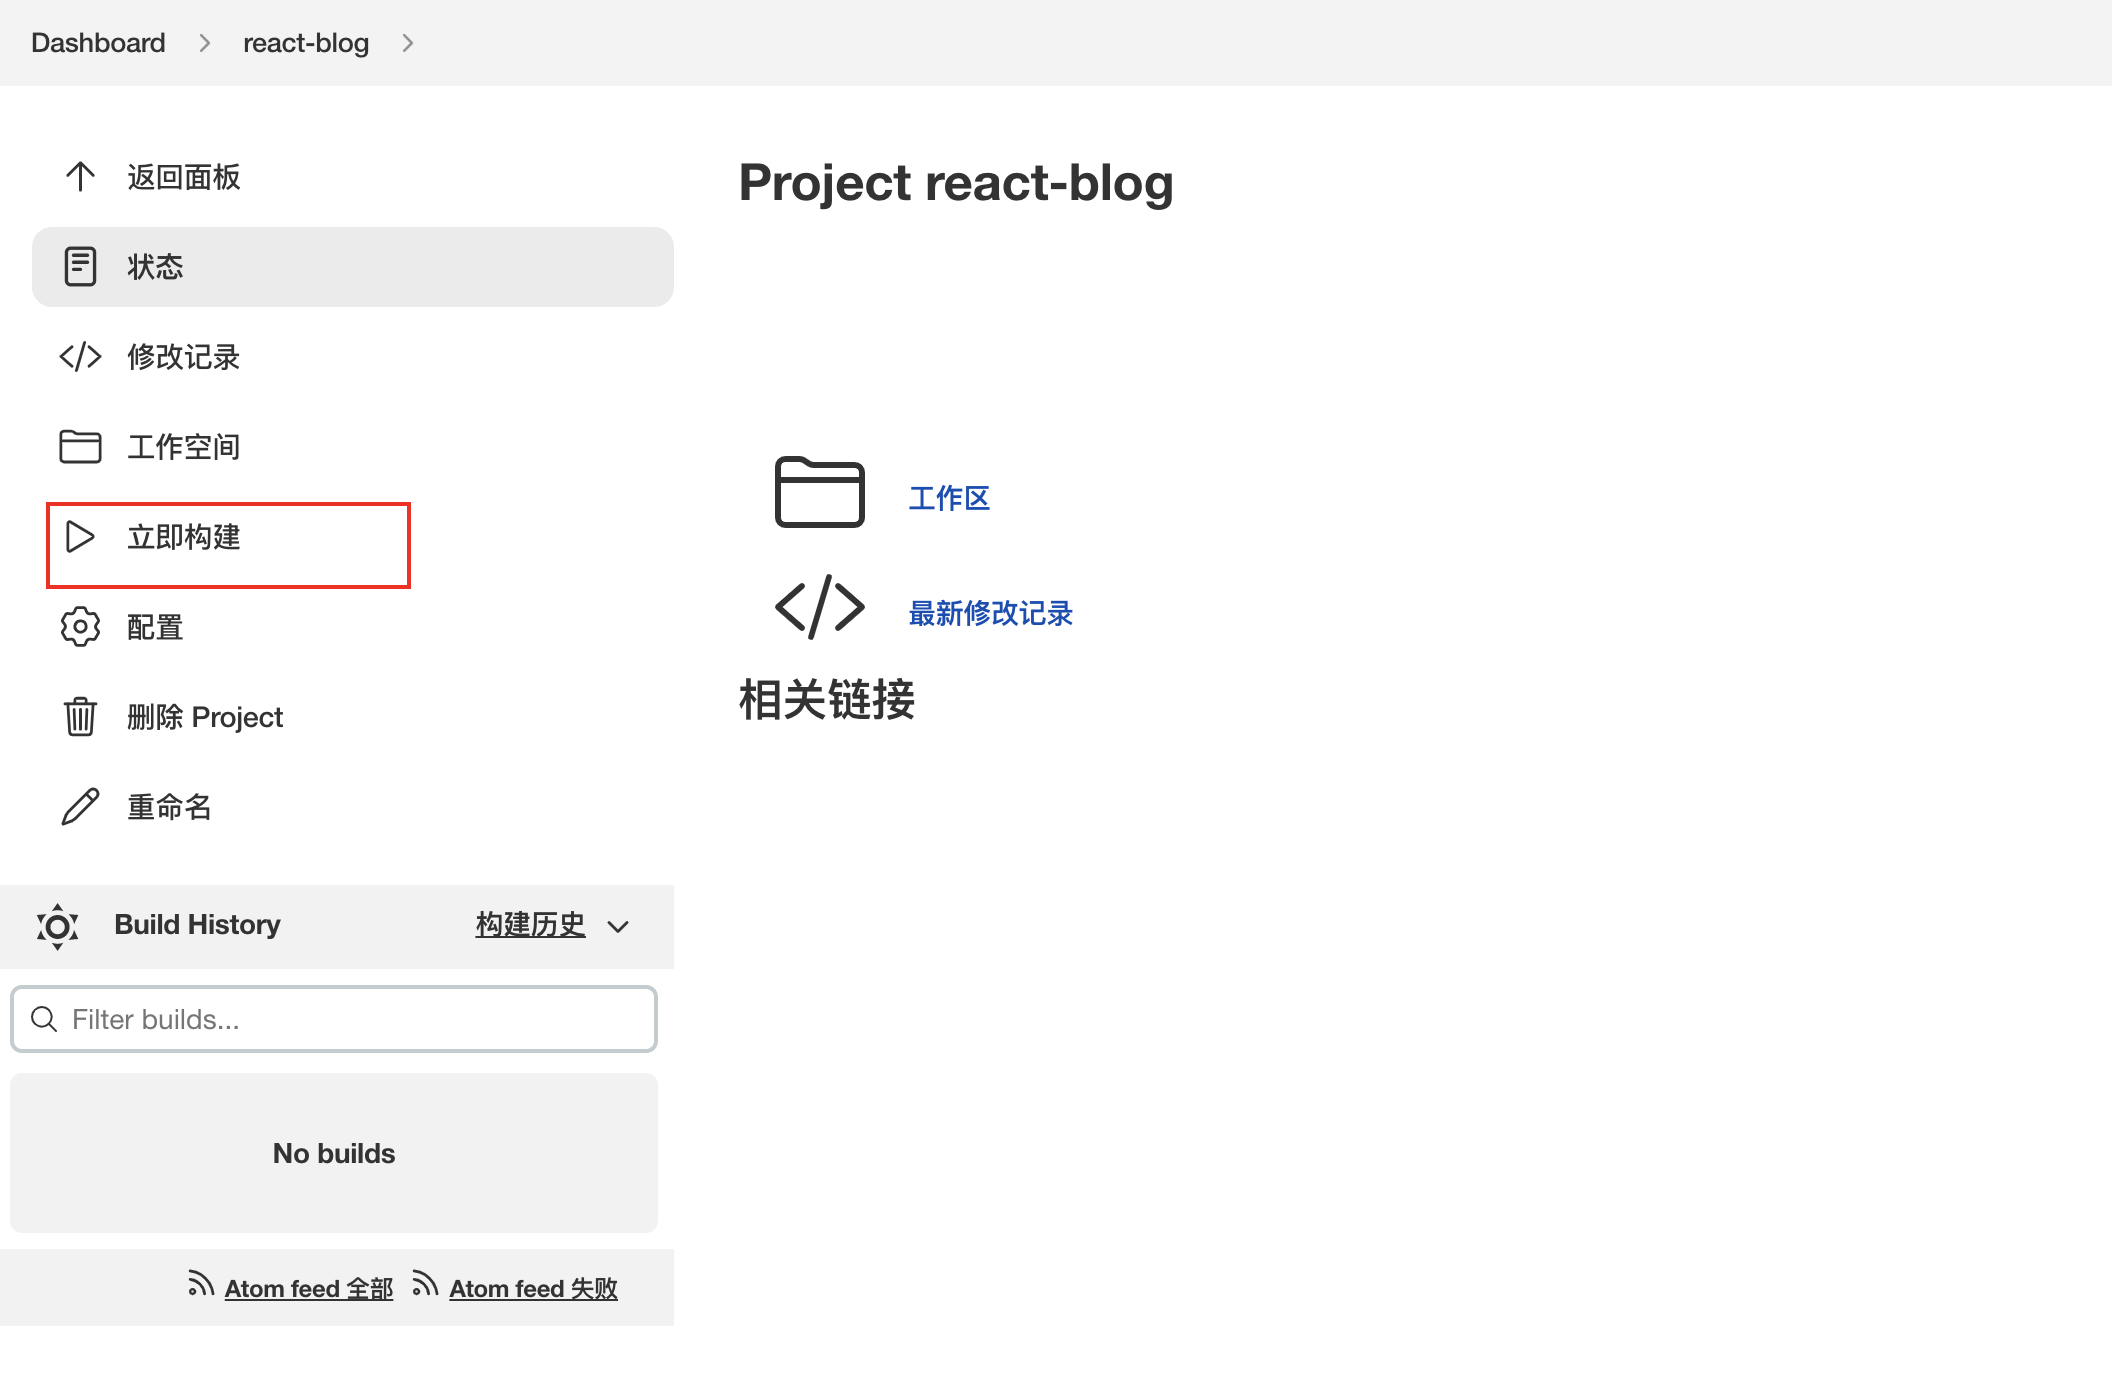 Dashboard > react-blog >
返回面板
状态
修改记录
工作空间
立即构建
配置
删除 Project
重命名
Build History 构建历史
Filter builds...
No builds
Atom feed 全部 Atom feed 失败
Project react-blog
工作区
最新修改记录
相关链接